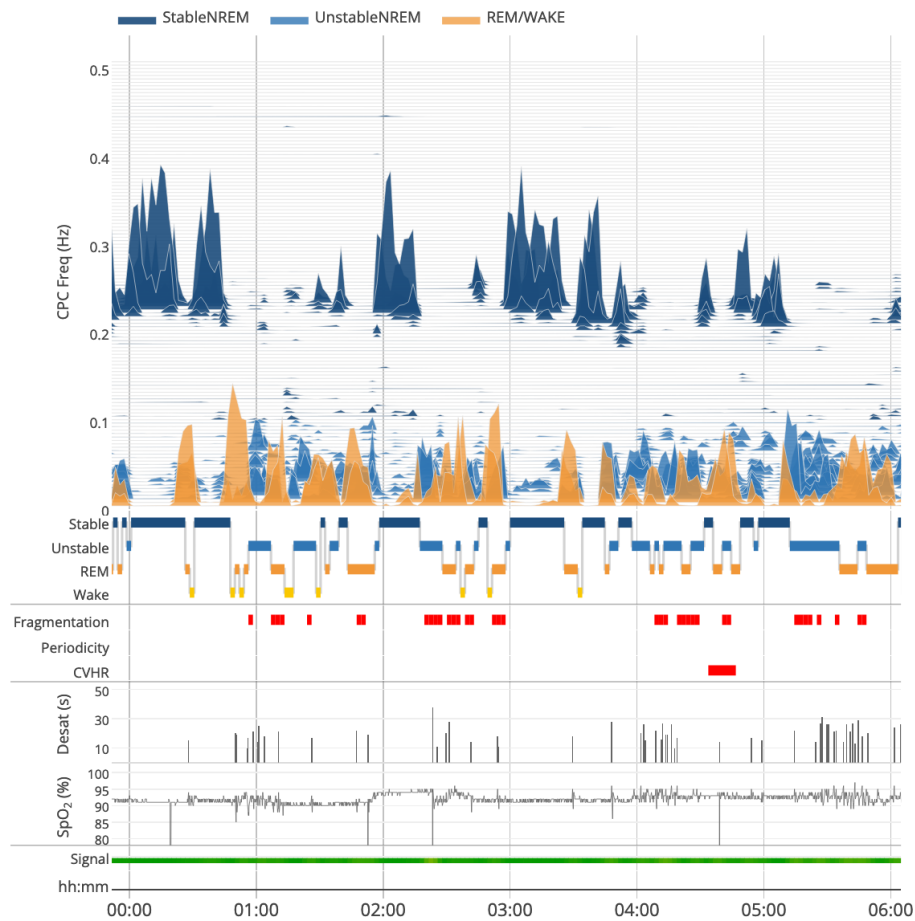 StableNREM UnstableNREM REM/WAKE
CPC Freq (Hz)
0.5
0.4
0.3
0.2
0.1
0
Stable
Unstable
REM
Wake
Fragmentation
Periodicity
CVHR
Desat (s)
50
30
10
SpO₂ (%)
100
95
90
85
80
Signal
hh:mm
00:00 01:00 02:00 03:00 04:00 05:00 06:00